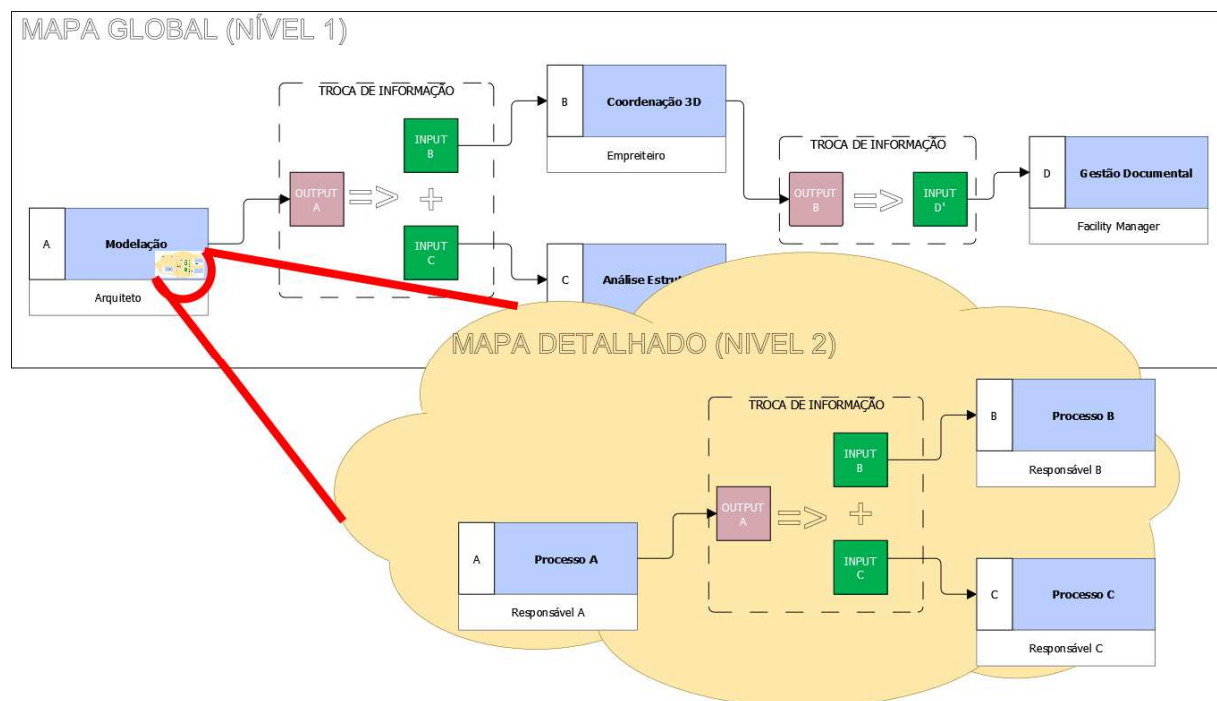 MAPA GLOBAL (NÍVEL 1)
TROCA DE INFORMAÇÃO
A
Modelação
Arquiteto
OUTPUT
A
=>
INPUT
B
+
INPUT
C
B
Coordenação 3D
Empreiteiro
C
Análise
TROCA DE INFORMAÇÃO
OUTPUT
B
=>
INPUT
D'
D
Gestão Documental
Facility Manager
MAPA DETALHADO (NIVEL 2)
TROCA DE INFORMAÇÃO
A
Processo A
Responsável A
OUTPUT
A
=>
INPUT
B
+
INPUT
C
B
Processo B
Responsável B
C
Processo C
Responsável C